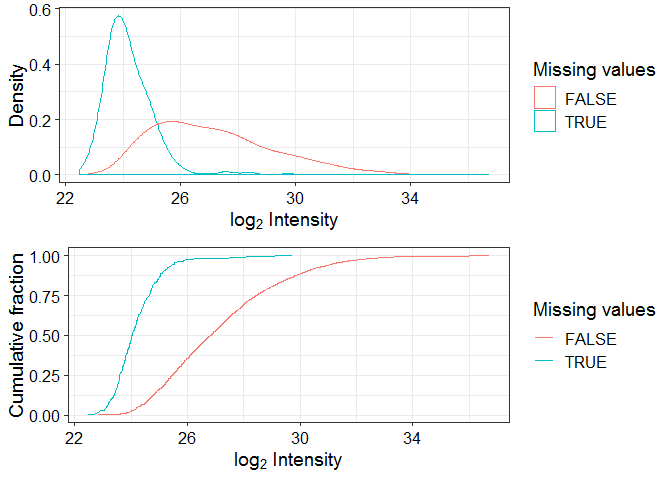 Density
0.6
0.4
0.2
0.0
22 26 30 34
log2 Intensity
Missing values
FALSE
TRUE
Cumulative fraction
1.00
0.75
0.50
0.25
0.00
22 26 30 34
log2 Intensity
Missing values
FALSE
TRUE